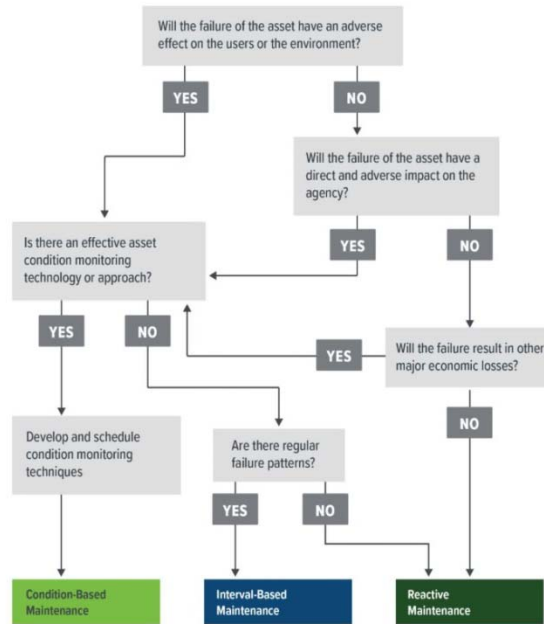 Will the failure of the asset have an adverse
effect on the users or the environment?
YES
NO
Will the failure of the asset have a
direct and adverse impact on the
agency?
Is there an effective asset
condition monitoring
technology or approach?
YES
NO
YES
NO
YES
Will the failure result in other
major economic losses?
Develop and schedule
condition monitoring
techniques
Are there regular
failure patterns?
NO
YES
NO
Condition-Based
Maintenance
Interval-Based
Maintenance
Reactive
Maintenance